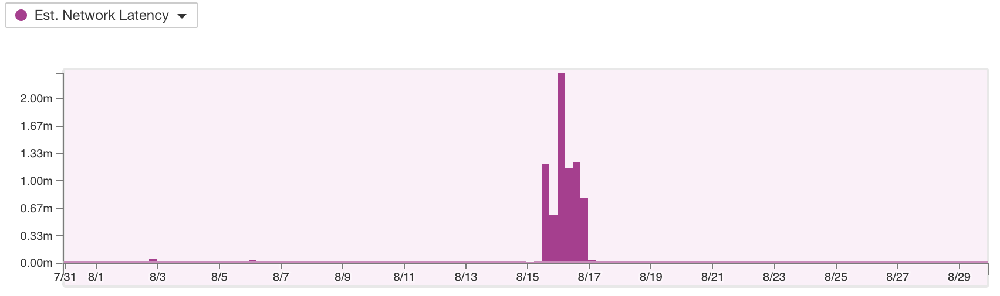 Est. Network Latency
2.00m
1.67m
1.33m
1.00m
0.67m
0.33m
0.00m
7/31 8/1 8/3 8/5 8/7 8/9 8/11 8/13 8/15 8/17 8/19 8/21 8/23 8/25 8/27 8/29